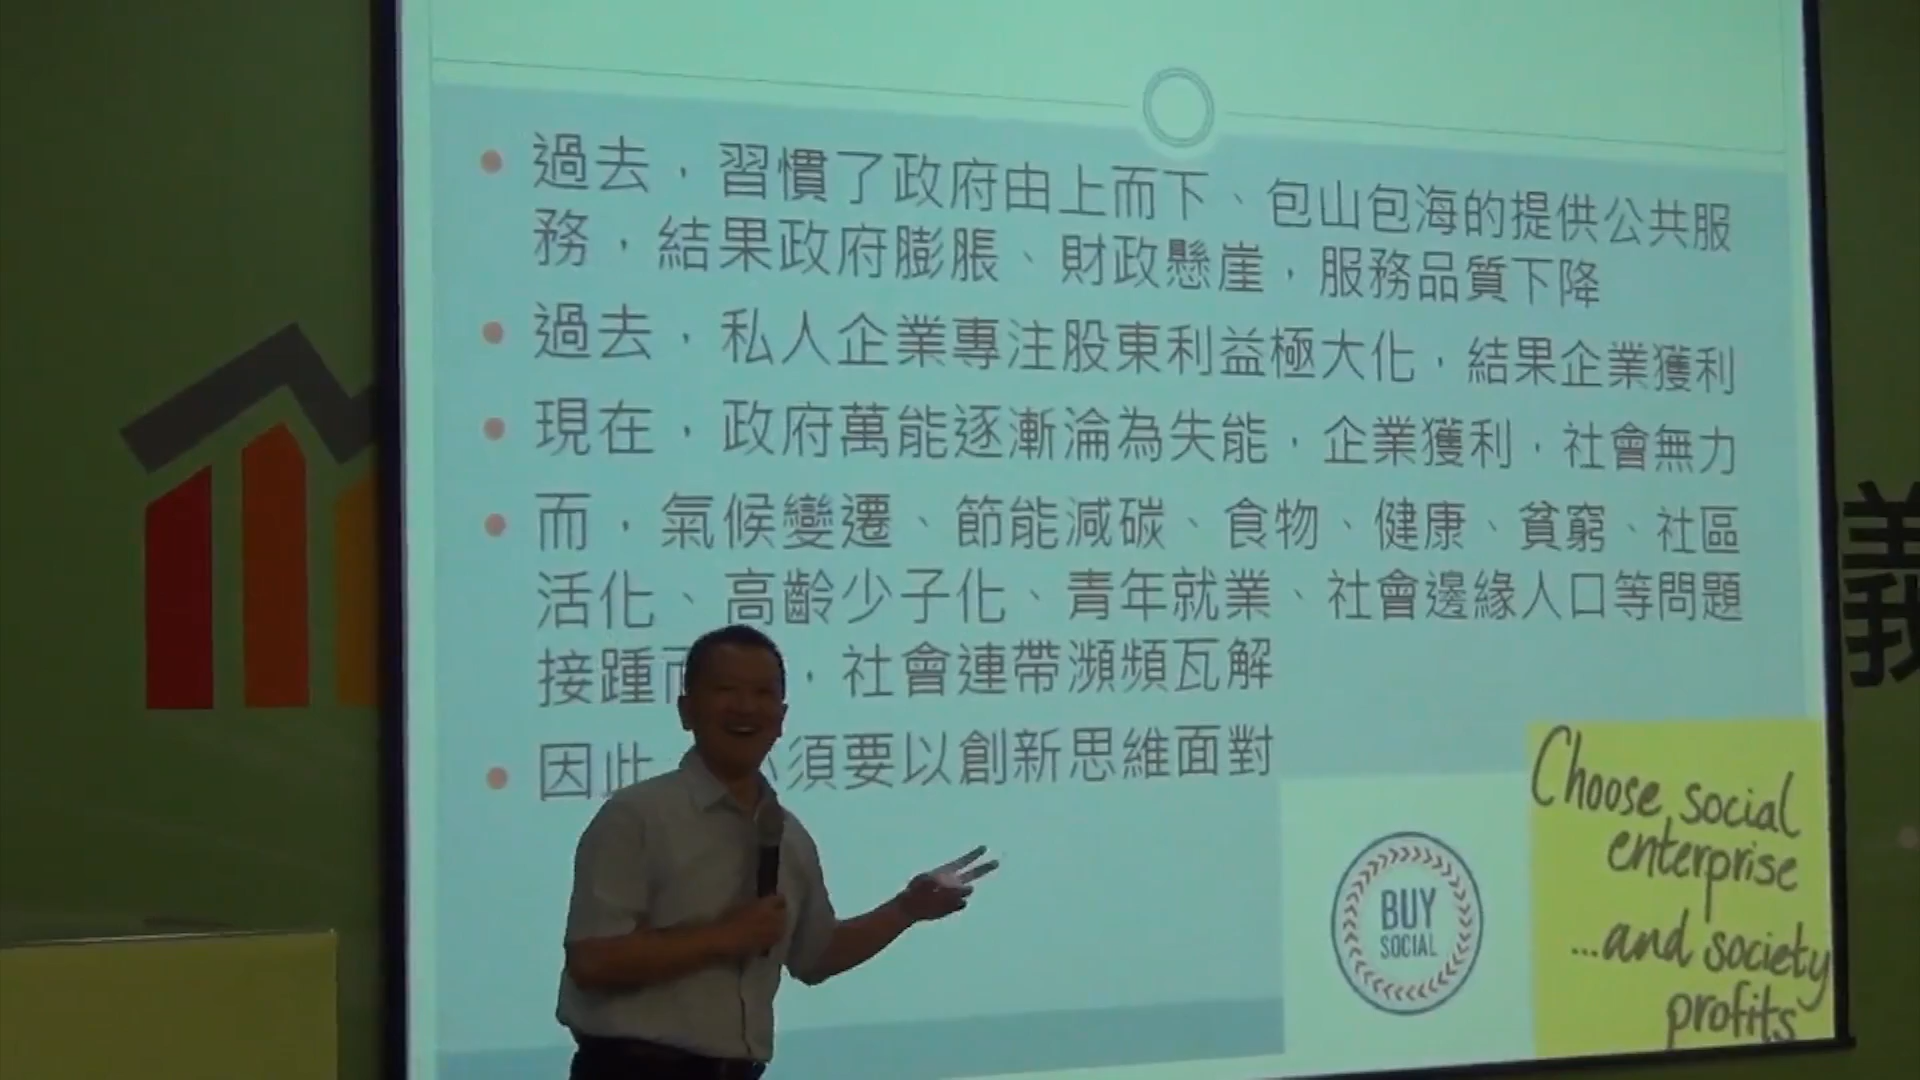 過去，習慣了政府由上而下、包山包海的提供公共服
務，結果政府膨脹、財政懸崖，服務品質下降
過去，私人企業專注股東利益極大化，結果企業獲利
現在，政府萬能逐漸淪為失能，企業獲利，社會無力
而，氣候變遷、節能減碳、食物、健康、貧窮、社區
活化、高齡少子化、青年就業、社會邊緣人口等問題
接踵而，社會連帶瀕頻瓦解
因此須要以創新思維面對
BUY
SOCIAL
Choose social
enterprise
...and society
profits
義